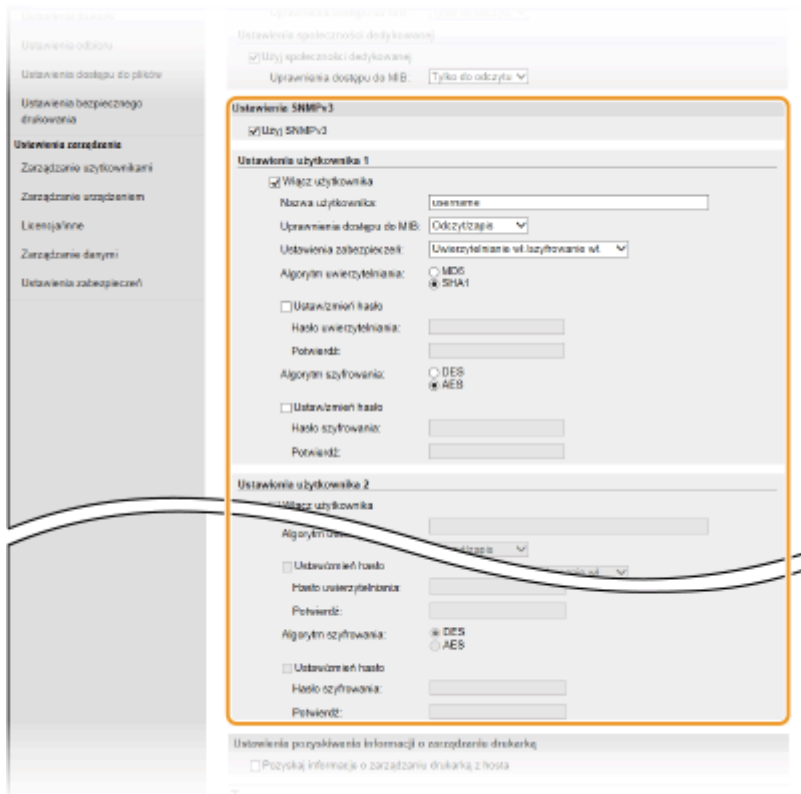 Ustawienia odbioru
Ustawienia dostępu do plików
Ustawienia bezpiecznego
drukowania
Ustawienia zarządzania
Zarządzanie użytkownikami
Zarządzanie urządzeniem
Licencja/Inne
Zarządzanie danymi
Ustawienia zabezpieczeń
Ustawienia społeczności dedykowanej
Użyj społeczności dedykowanej
Uprawnienia dostępu do MIB: Tylko do odczytu
Ustawienia SNMPv3
Użyj SNMPv3
Ustawienia użytkownika 1
Włącz użytkownika
Nazwa użytkownika: username
Uprawnienia dostępu do MIB: Odczyt/zapis
Ustawienia zabezpieczeń: Uwierzytelnianie wł./szyfrowanie wł.
Algorytm uwierzytelniania: MD5
SHA1
Ustaw/zmień hasło
Hasło uwierzytelniania:
Potwierdź:
Algorytm szyfrowania: DES
AES
Ustaw/zmień hasło
Hasło szyfrowania:
Potwierdź:
Ustawienia użytkownika 2
Włącz użytkownika
Algorytm
Ustaw/zmień hasło
Hasło uwierzytelniania:
Potwierdź:
Algorytm szyfrowania: DES
AES
Ustaw/zmień hasło
Hasło szyfrowania:
Potwierdź:
Ustawienia pozyskiwania informacji o zarządzaniu drukarką
Pozyskaj informacje o zarządzaniu drukarką z hosta